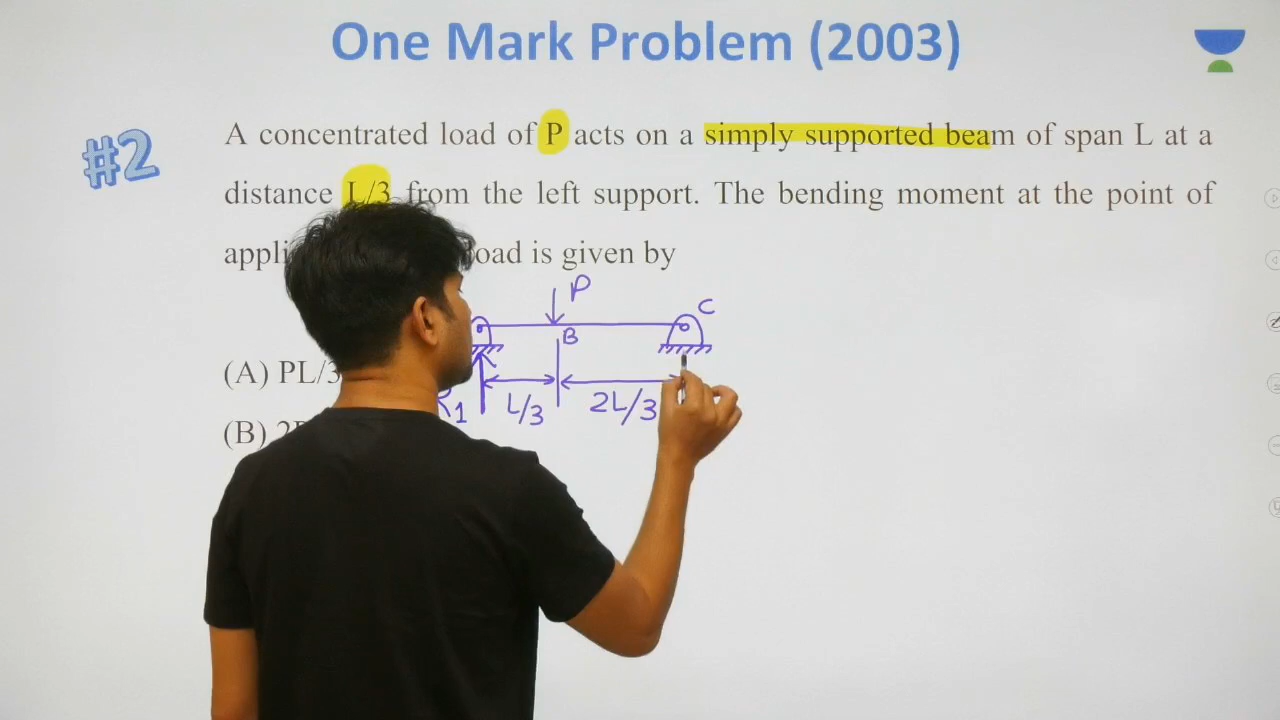 One Mark Problem (2003)
#2
A concentrated load of P acts on a simply supported beam of span L at a
distance L/3 from the left support. The bending moment at the point of
appli oad is given by
P
C
B
(A) PL/3
1
L/3
2L/3
(B) 2